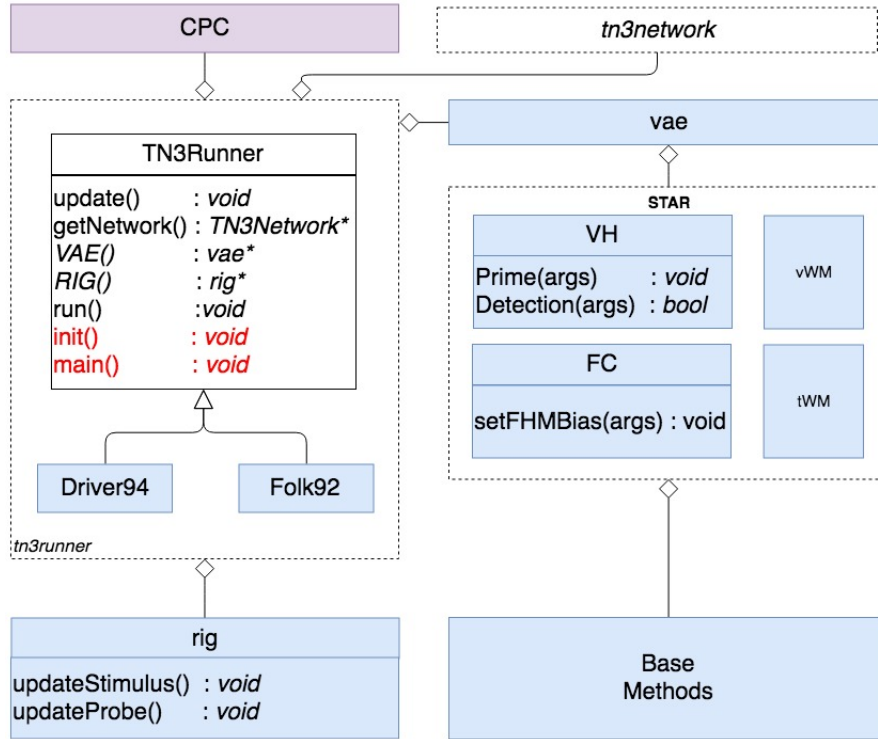 CPC
tn3network
TN3Runner
update() : void
getNetwork() : TN3Network*
VAE() : vae*
RIG() : rig*
run() :void
init() : void
main() : void
Driver94
Folk92
tn3runner
vae
STAR
VH
Prime(args) : void
Detection(args) : bool
vWM
FC
setFHMBias(args) : void
tWM
rig
updateStimulus() : void
updateProbe() : void
Base
Methods